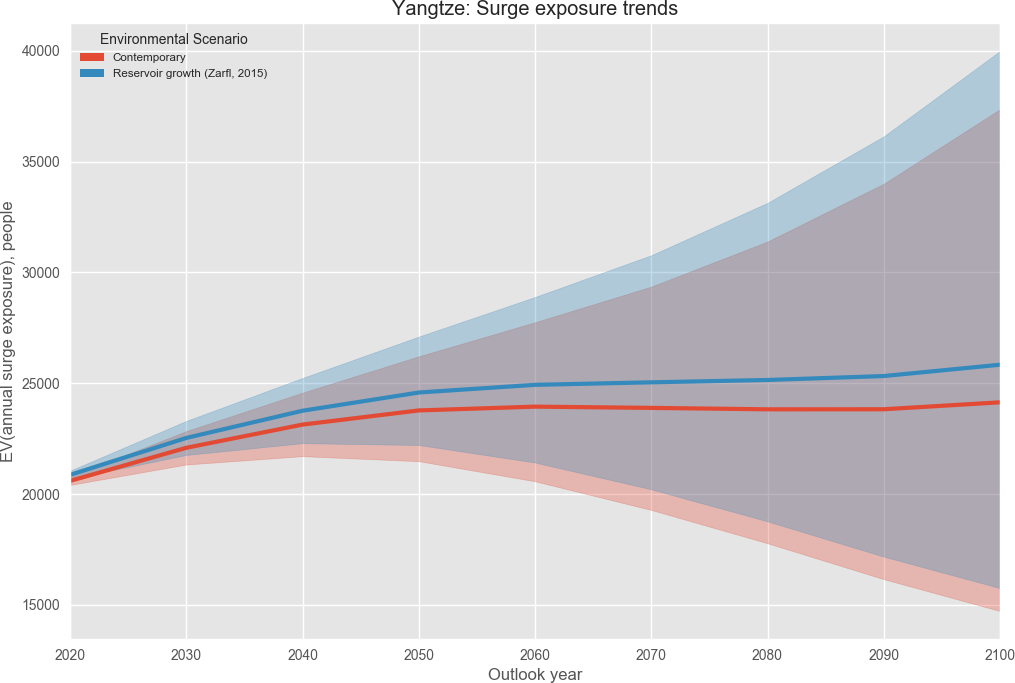 Yangtze: Surge exposure trends
Environmental Scenario
Contemporary
Reservoir growth (Zarfl, 2015)
EV(annual surge exposure), people
40000
35000
30000
25000
20000
15000
2020 2030 2040 2050 2060 2070 2080 2090 2100
Outlook year